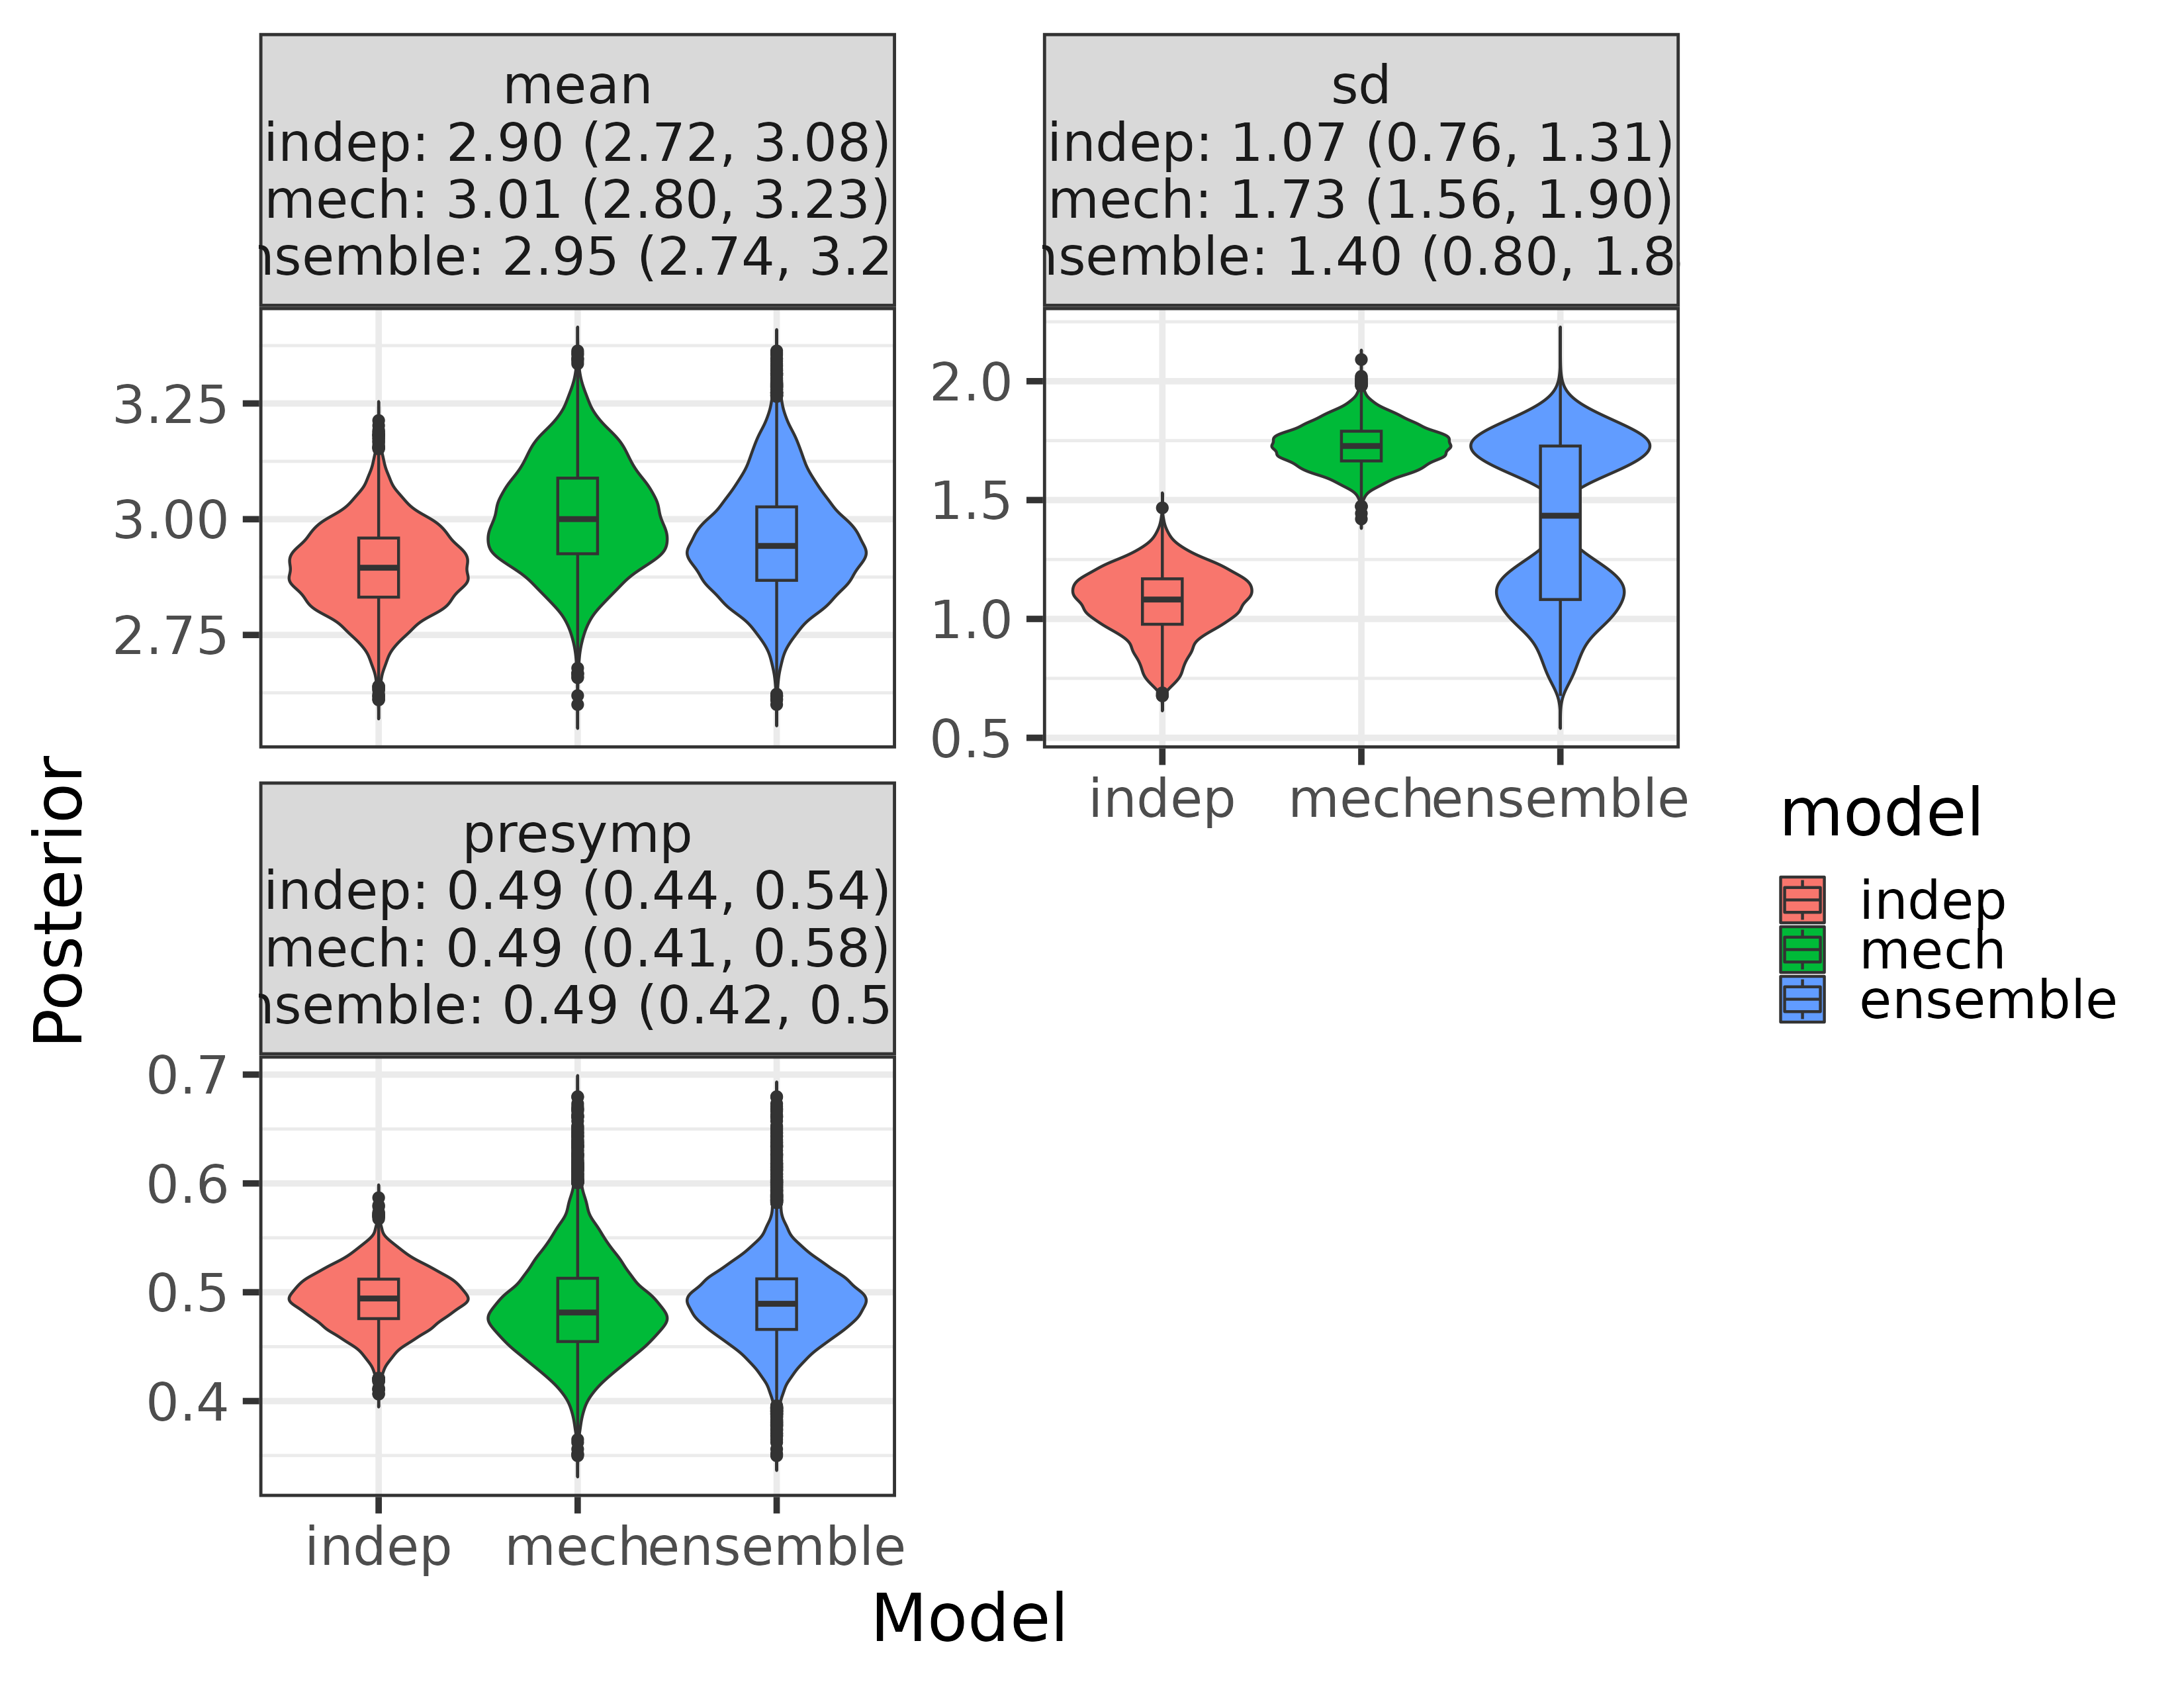 mean
indep: 2.90 (2.72, 3.08)
mech: 3.01 (2.80, 3.23)
nsemble: 2.95 (2.74, 3.2
3.25
3.00
2.75
sd
indep: 1.07 (0.76, 1.31)
mech: 1.73 (1.56, 1.90)
nsemble: 1.40 (0.80, 1.8
2.0
1.5
1.0
0.5
indep mech ensemble
presymp
indep: 0.49 (0.44, 0.54)
mech: 0.49 (0.41, 0.58)
nsemble: 0.49 (0.42, 0.5
0.7
0.6
0.5
0.4
indep mech ensemble
Posterior
Model
model
indep
mech
ensemble